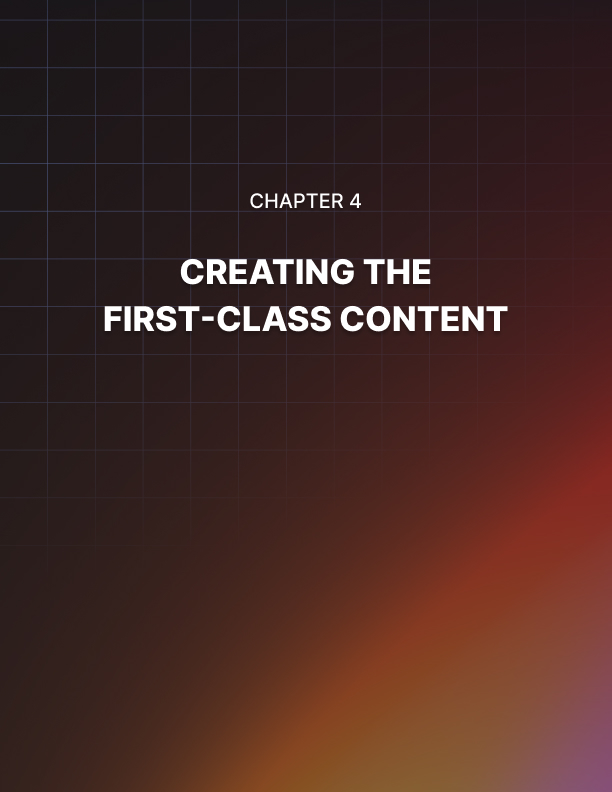 CHAPTER 4
CREATING THE
FIRST-CLASS CONTENT